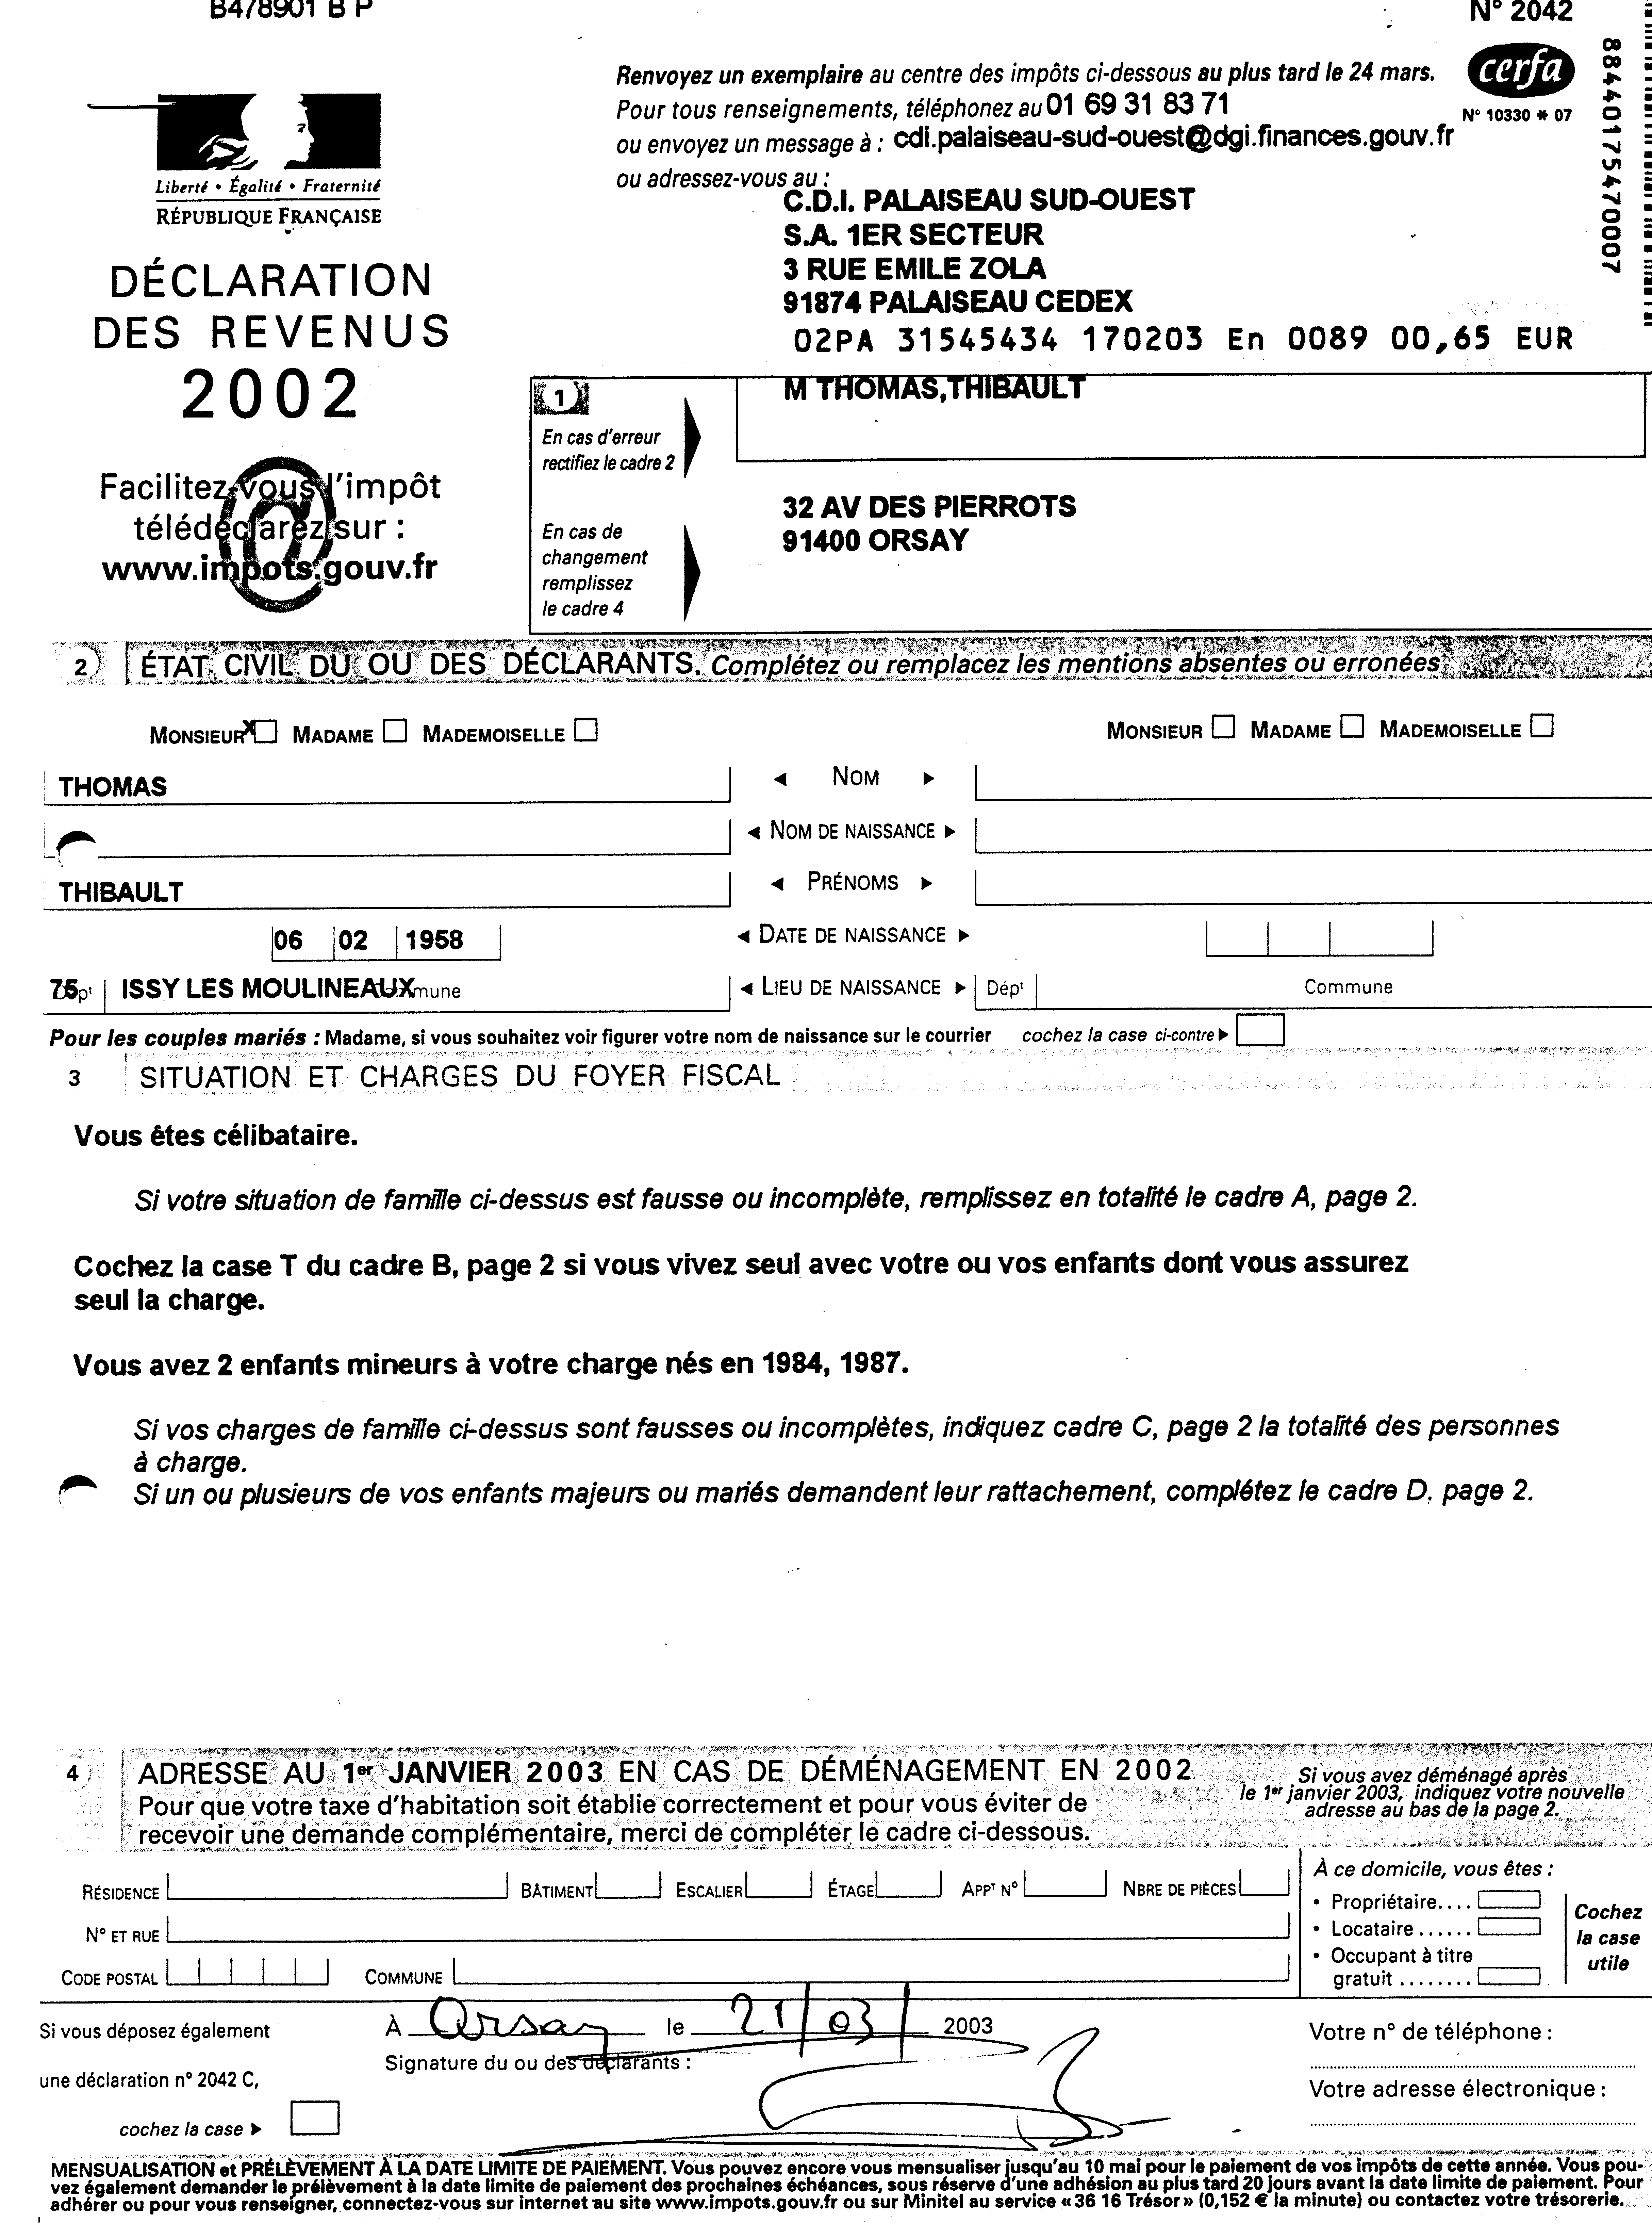 B478901 B P
N° 2042
Renvoyez un exemplaire au centre des impôts ci-dessous au plus tard le 24 mars.
Pour tous renseignements, téléphonez au 01 69 31 83 71
ou envoyez un message à : cdi.palaiseau-sud-ouest@dgi.finances.gouv.fr
ou adressez-vous au :
cerfa
N° 10330 * 07
88440175470007
Liberté • Égalité • Fraternité
RÉPUBLIQUE FRANÇAISE
C.D.I. PALAISEAU SUD-OUEST
S.A. 1ER SECTEUR
3 RUE EMILE ZOLA
91874 PALAISEAU CEDEX
02PA 31545434 170203 En 0089 00,65 EUR
DÉCLARATION
DES REVENUS
2002
Facilitez-vous l'impôt
télédéclarez sur :
www.impots.gouv.fr
1
En cas d'erreur
rectifiez le cadre 2
M THOMAS,THIBAULT
En cas de
changement
remplissez
le cadre 4
32 AV DES PIERROTS
91400 ORSAY
2 ÉTAT CIVIL DU OU DES DÉCLARANTS. Complétez ou remplacez les mentions absentes ou erronées
MONSIEUR X MADAME MADEMOISELLE MONSIEUR MADAME MADEMOISELLE
THOMAS ◄ NOM ►
◄ NOM DE NAISSANCE ►
THIBAULT ◄ PRÉNOMS ►
06 02 1958 ◄ DATE DE NAISSANCE ►
75 Dépt ISSY LES MOULINEAUX Commune ◄ LIEU DE NAISSANCE ► Dépt Commune
Pour les couples mariés : Madame, si vous souhaitez voir figurer votre nom de naissance sur le courrier cochez la case ci-contre ►
3 SITUATION ET CHARGES DU FOYER FISCAL
Vous êtes célibataire.
Si votre situation de famille ci-dessus est fausse ou incomplète, remplissez en totalité le cadre A, page 2.
Cochez la case T du cadre B, page 2 si vous vivez seul avec votre ou vos enfants dont vous assurez
seul la charge.
Vous avez 2 enfants mineurs à votre charge nés en 1984, 1987.
Si vos charges de famille ci-dessus sont fausses ou incomplètes, indiquez cadre C, page 2 la totalité des personnes
à charge.
Si un ou plusieurs de vos enfants majeurs ou mariés demandent leur rattachement, complétez le cadre D, page 2.
4 ADRESSE AU 1er JANVIER 2003 EN CAS DE DÉMÉNAGEMENT EN 2002
Pour que votre taxe d'habitation soit établie correctement et pour vous éviter de
recevoir une demande complémentaire, merci de compléter le cadre ci-dessous.
Si vous avez déménagé après
le 1er janvier 2003, indiquez votre nouvelle
adresse au bas de la page 2.
RÉSIDENCE BÂTIMENT ESCALIER ÉTAGE APPT N° NBRE DE PIÈCES
N° ET RUE
CODE POSTAL COMMUNE
À ce domicile, vous êtes :
• Propriétaire....
• Locataire ......
• Occupant à titre
gratuit ........
Cochez
la case
utile
Si vous déposez également
une déclaration n° 2042 C,
cochez la case ►
À Orsay le 21/03/ 2003
Signature du ou des déclarants :
Votre n° de téléphone :
Votre adresse électronique :
MENSUALISATION et PRÉLÈVEMENT À LA DATE LIMITE DE PAIEMENT. Vous pouvez encore vous mensualiser jusqu'au 10 mai pour le paiement de vos impôts de cette année. Vous pou-
vez également demander le prélèvement à la date limite de paiement des prochaines échéances, sous réserve d'une adhésion au plus tard 20 jours avant la date limite de paiement. Pour
adhérer ou pour vous renseigner, connectez-vous sur internet au site www.impots.gouv.fr ou sur Minitel au service « 36 16 Trésor » (0,152 € la minute) ou contactez votre trésorerie.